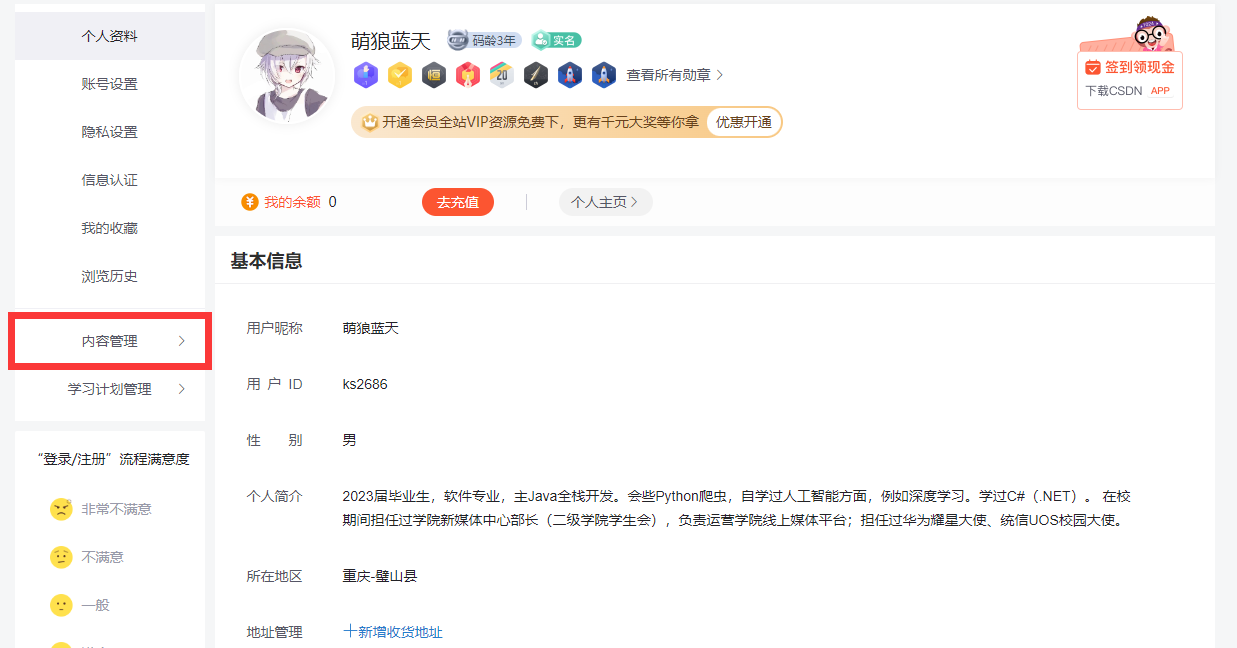 个人资料
账号设置
隐私设置
信息认证
我的收藏
浏览历史
内容管理
学习计划管理
“登录/注册”流程满意度
非常不满意
不满意
一般
萌狼蓝天 码龄3年 实名
20
查看所有勋章
开通会员全站VIP资源免费下，更有千元大奖等你拿 优惠开通
签到领现金
下载CSDN APP
我的余额 0 去充值 个人主页
基本信息
用户昵称 萌狼蓝天
用 户 ID ks2686
性 别 男
个人简介 2023届毕业生，软件专业，主Java全栈开发。会些Python爬虫，自学过人工智能方面，例如深度学习。学过C#（.NET）。 在校
期间担任过学院新媒体中心部长（二级学院学生会），负责运营学院线上媒体平台；担任过华为耀星大使、统信UOS校园大使。
所在地区 重庆-璧山县
地址管理 十新增收货地址